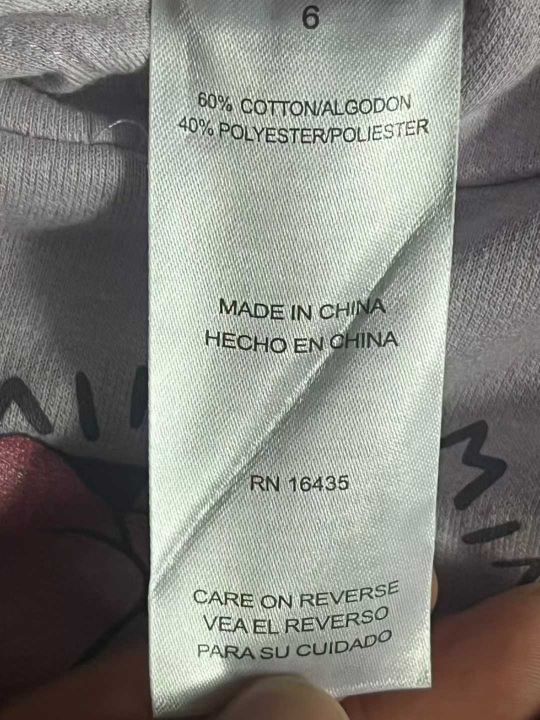 6
60% COTTON/ALGODON
40% POLYESTER/POLIESTER
MADE IN CHINA
HECHO EN CHINA
RN 16435
CARE ON REVERSE
VEA EL REVERSO
PARA SU CUIDADO